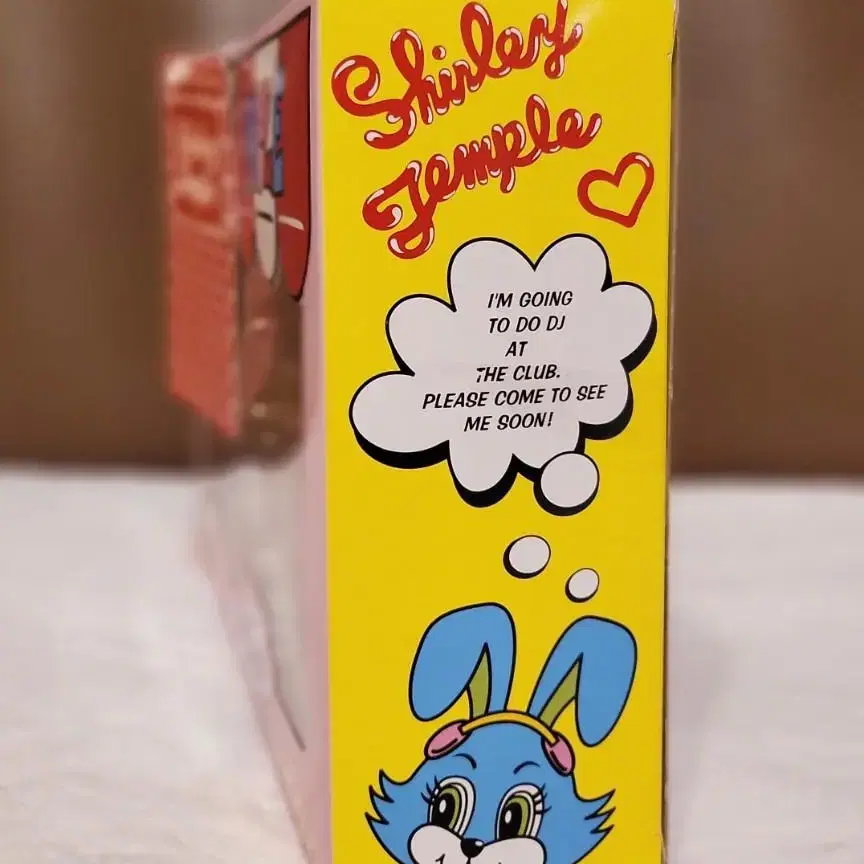 Shirley
Temple
I'M GOING
TO DO DJ
AT
THE CLUB.
PLEASE COME TO SEE
ME SOON!